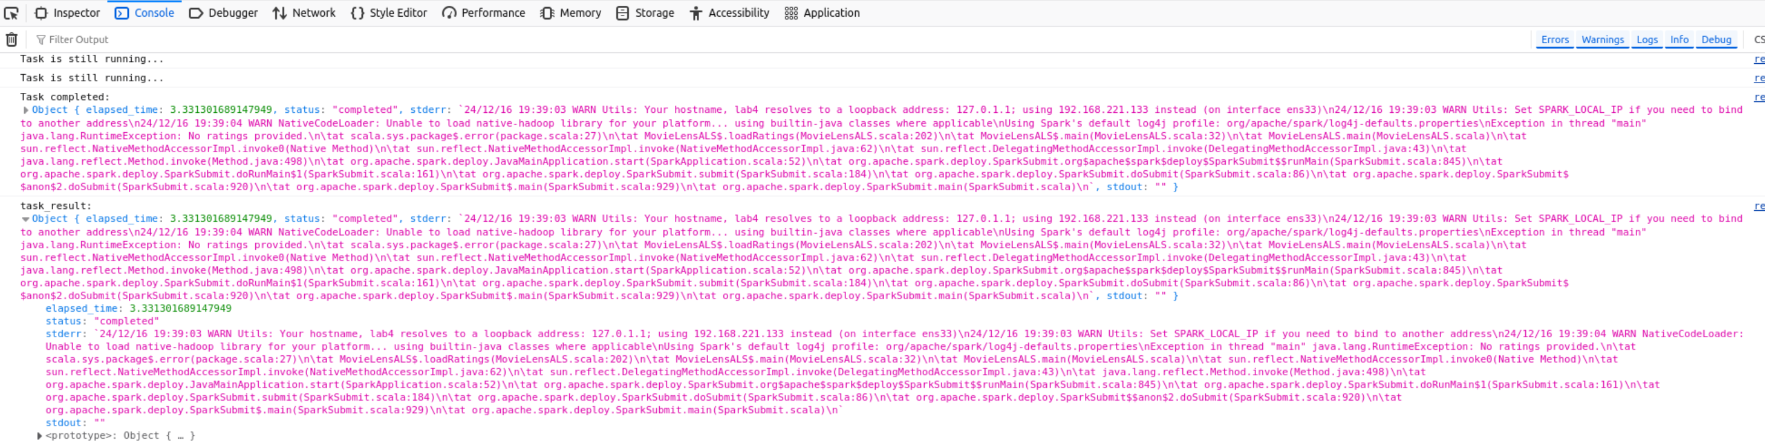 Inspector Console Debugger Network Style Editor Performance Memory Storage Accessibility Application
Filter Output Errors Warnings Logs Info Debug CS
Task is still running... re
Task is still running... re
Task completed: re
Object { elapsed_time: 3.331301689147949, status: "completed", stderr: `24/12/16 19:39:03 WARN Utils: Your hostname, lab4 resolves to a loopback address: 127.0.1.1; using 192.168.221.133 instead (on interface ens33)\n24/12/16 19:39:03 WARN Utils: Set SPARK_LOCAL_IP if you need to bind
to another address\n24/12/16 19:39:04 WARN NativeCodeLoader: Unable to load native-hadoop library for your platform... using builtin-java classes where applicable\nUsing Spark's default log4j profile: org/apache/spark/log4j-defaults.properties\nException in thread "main"
java.lang.RuntimeException: No ratings provided.\n\tat scala.sys.package$.error(package.scala:27)\n\tat MovieLensALS$.loadRatings(MovieLensALS.scala:202)\n\tat MovieLensALS$.main(MovieLensALS.scala:32)\n\tat MovieLensALS.main(MovieLensALS.scala)\n\tat
sun.reflect.NativeMethodAccessorImpl.invoke0(Native Method)\n\tat sun.reflect.NativeMethodAccessorImpl.invoke(NativeMethodAccessorImpl.java:62)\n\tat sun.reflect.DelegatingMethodAccessorImpl.invoke(DelegatingMethodAccessorImpl.java:43)\n\tat
java.lang.reflect.Method.invoke(Method.java:498)\n\tat org.apache.spark.deploy.JavaMainApplication.start(SparkApplication.scala:52)\n\tat org.apache.spark.deploy.SparkSubmit.org$apache$spark$deploy$SparkSubmit$$runMain(SparkSubmit.scala:845)\n\tat
org.apache.spark.deploy.SparkSubmit.doRunMain$1(SparkSubmit.scala:161)\n\tat org.apache.spark.deploy.SparkSubmit.submit(SparkSubmit.scala:184)\n\tat org.apache.spark.deploy.SparkSubmit.doSubmit(SparkSubmit.scala:86)\n\tat org.apache.spark.deploy.SparkSubmit$
$anon$2.doSubmit(SparkSubmit.scala:920)\n\tat org.apache.spark.deploy.SparkSubmit$.main(SparkSubmit.scala:929)\n\tat org.apache.spark.deploy.SparkSubmit.main(SparkSubmit.scala)\n`, stdout: "" }
task_result: re
Object { elapsed_time: 3.331301689147949, status: "completed", stderr: `24/12/16 19:39:03 WARN Utils: Your hostname, lab4 resolves to a loopback address: 127.0.1.1; using 192.168.221.133 instead (on interface ens33)\n24/12/16 19:39:03 WARN Utils: Set SPARK_LOCAL_IP if you need to bind
to another address\n24/12/16 19:39:04 WARN NativeCodeLoader: Unable to load native-hadoop library for your platform... using builtin-java classes where applicable\nUsing Spark's default log4j profile: org/apache/spark/log4j-defaults.properties\nException in thread "main"
java.lang.RuntimeException: No ratings provided.\n\tat scala.sys.package$.error(package.scala:27)\n\tat MovieLensALS$.loadRatings(MovieLensALS.scala:202)\n\tat MovieLensALS$.main(MovieLensALS.scala:32)\n\tat MovieLensALS.main(MovieLensALS.scala)\n\tat
sun.reflect.NativeMethodAccessorImpl.invoke0(Native Method)\n\tat sun.reflect.NativeMethodAccessorImpl.invoke(NativeMethodAccessorImpl.java:62)\n\tat sun.reflect.DelegatingMethodAccessorImpl.invoke(DelegatingMethodAccessorImpl.java:43)\n\tat
java.lang.reflect.Method.invoke(Method.java:498)\n\tat org.apache.spark.deploy.JavaMainApplication.start(SparkApplication.scala:52)\n\tat org.apache.spark.deploy.SparkSubmit.org$apache$spark$deploy$SparkSubmit$$runMain(SparkSubmit.scala:845)\n\tat
org.apache.spark.deploy.SparkSubmit.doRunMain$1(SparkSubmit.scala:161)\n\tat org.apache.spark.deploy.SparkSubmit.submit(SparkSubmit.scala:184)\n\tat org.apache.spark.deploy.SparkSubmit.doSubmit(SparkSubmit.scala:86)\n\tat org.apache.spark.deploy.SparkSubmit$
$anon$2.doSubmit(SparkSubmit.scala:920)\n\tat org.apache.spark.deploy.SparkSubmit$.main(SparkSubmit.scala:929)\n\tat org.apache.spark.deploy.SparkSubmit.main(SparkSubmit.scala)\n`, stdout: "" }
elapsed_time: 3.331301689147949
status: "completed"
stderr: `24/12/16 19:39:03 WARN Utils: Your hostname, lab4 resolves to a loopback address: 127.0.1.1; using 192.168.221.133 instead (on interface ens33)\n24/12/16 19:39:03 WARN Utils: Set SPARK_LOCAL_IP if you need to bind to another address\n24/12/16 19:39:04 WARN NativeCodeLoader:
Unable to load native-hadoop library for your platform... using builtin-java classes where applicable\nUsing Spark's default log4j profile: org/apache/spark/log4j-defaults.properties\nException in thread "main" java.lang.RuntimeException: No ratings provided.\n\tat
scala.sys.package$.error(package.scala:27)\n\tat MovieLensALS$.loadRatings(MovieLensALS.scala:202)\n\tat MovieLensALS$.main(MovieLensALS.scala:32)\n\tat MovieLensALS.main(MovieLensALS.scala)\n\tat sun.reflect.NativeMethodAccessorImpl.invoke0(Native Method)\n\tat
sun.reflect.NativeMethodAccessorImpl.invoke(NativeMethodAccessorImpl.java:62)\n\tat sun.reflect.DelegatingMethodAccessorImpl.invoke(DelegatingMethodAccessorImpl.java:43)\n\tat java.lang.reflect.Method.invoke(Method.java:498)\n\tat
org.apache.spark.deploy.JavaMainApplication.start(SparkApplication.scala:52)\n\tat org.apache.spark.deploy.SparkSubmit.org$apache$spark$deploy$SparkSubmit$$runMain(SparkSubmit.scala:845)\n\tat org.apache.spark.deploy.SparkSubmit.doRunMain$1(SparkSubmit.scala:161)\n\tat
org.apache.spark.deploy.SparkSubmit.submit(SparkSubmit.scala:184)\n\tat org.apache.spark.deploy.SparkSubmit.doSubmit(SparkSubmit.scala:86)\n\tat org.apache.spark.deploy.SparkSubmit$$anon$2.doSubmit(SparkSubmit.scala:920)\n\tat
org.apache.spark.deploy.SparkSubmit$.main(SparkSubmit.scala:929)\n\tat org.apache.spark.deploy.SparkSubmit.main(SparkSubmit.scala)\n`
stdout: ""
<prototype>: Object { … }